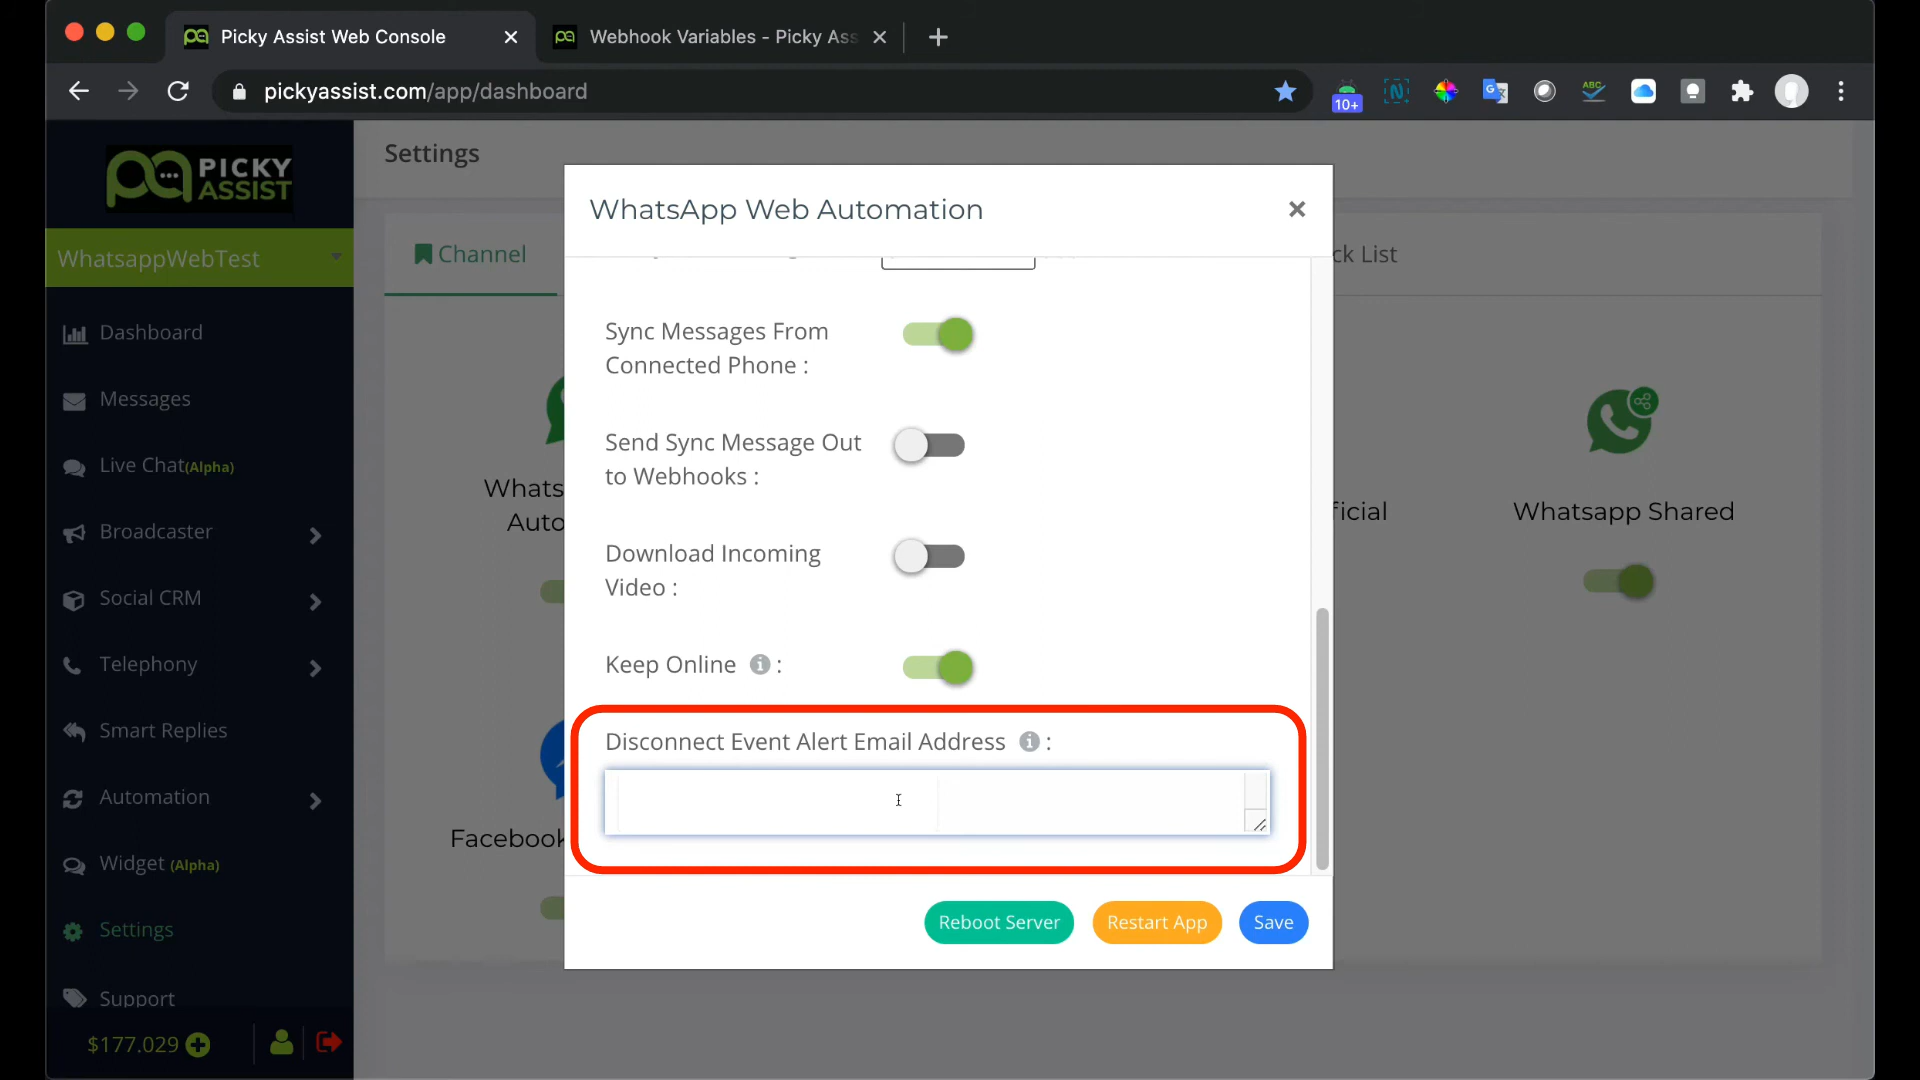 Picky Assist Web Console
Webhook Variables - Picky Ass
pickyassist.com/app/dashboard
10+
ABC
PICKY
ASSIST
WhatsappWebTest
Dashboard
Messages
Live Chat(Alpha)
Broadcaster
Social CRM
Telephony
Smart Replies
Automation
Widget (Alpha)
Settings
Support
$177.029
Settings
Channel
ck List
Whats
Auto
ficial
Whatsapp Shared
Facebook
WhatsApp Web Automation
Sync Messages From
Connected Phone :
Send Sync Message Out
to Webhooks :
Download Incoming
Video :
Keep Online :
Disconnect Event Alert Email Address :
Reboot Server
Restart App
Save